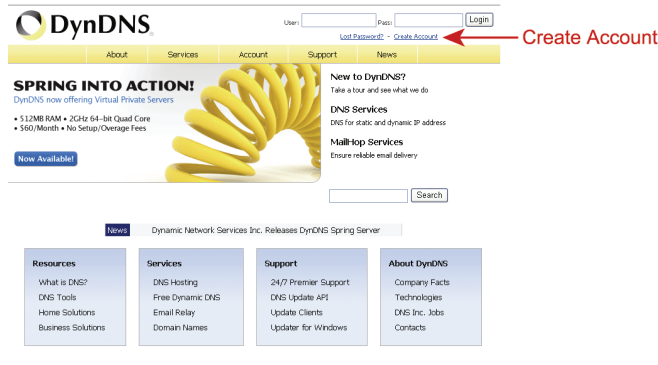 DynDNS
User: Pass: Login
Lost Password? - Create Account
Create Account
About Services Account Support News
SPRING INTO ACTION!
DynDNS now offering Virtual Private Servers
• 512MB RAM • 2GHz 64-bit Quad Core
• $60/Month • No Setup/Overage Fees
Now Available!
New to DynDNS?
Take a tour and see what we do
DNS Services
DNS for static and dynamic IP address
MailHop Services
Ensure reliable email delivery
Search
News Dynamic Network Services Inc. Releases DynDNS Spring Server
Resources
What is DNS?
DNS Tools
Home Solutions
Business Solutions
Services
DNS Hosting
Free Dynamic DNS
Email Relay
Domain Names
Support
24/7 Premier Support
DNS Update API
Update Clients
Updater for Windows
About DynDNS
Company Facts
Technologies
DNS Inc. Jobs
Contacts